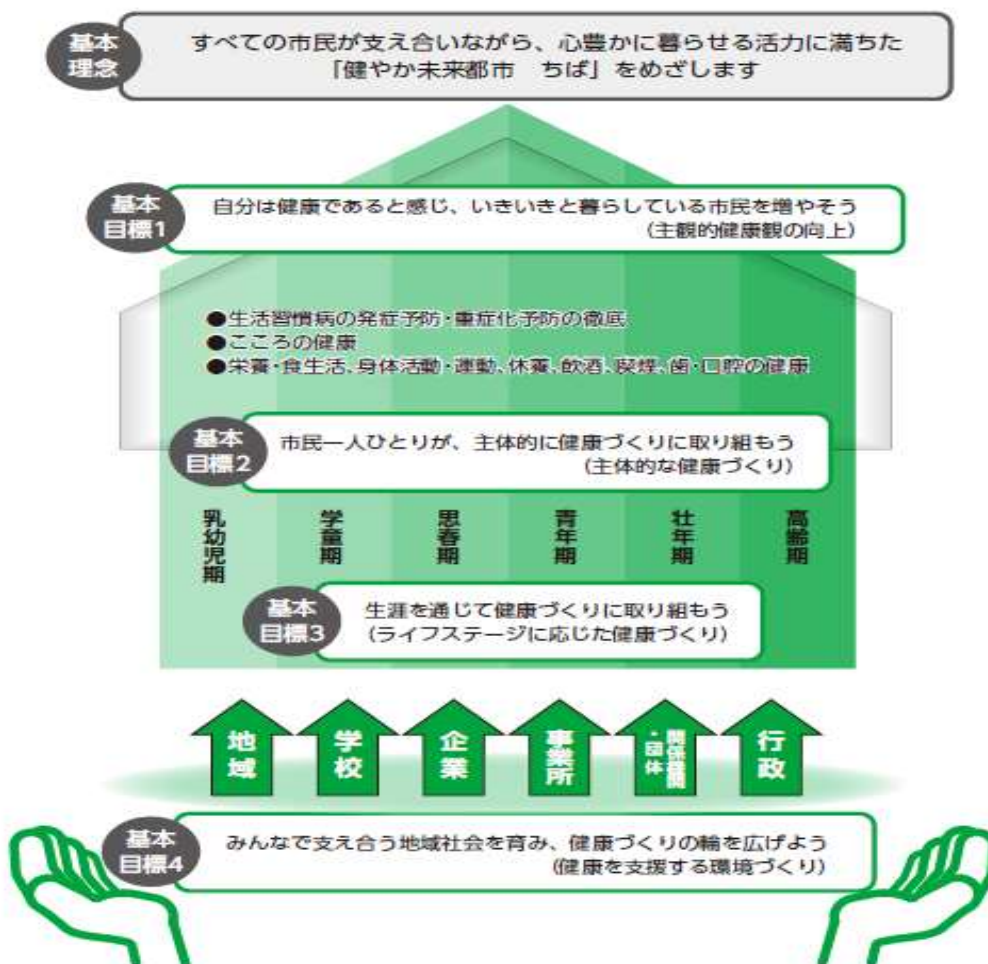 基本
理念
すべての市民が支え合いながら、心豊かに暮らせる活力に満ちた
「健やか未来都市　ちば」をめざします
基本
目標1
自分は健康であると感じ、いきいきと暮らしている市民を増やそう
(主観的健康観の向上)
●生活習慣病の発症予防・重症化予防の徹底
●こころの健康
●栄養・食生活、身体活動・運動、休養、飲酒、喫煙、歯・口腔の健康
基本
目標2
市民一人ひとりが、主体的に健康づくりに取り組もう
(主体的な健康づくり)
乳幼児期
学童期
思春期
青年期
壮年期
高齢期
基本
目標3
生涯を通じて健康づくりに取り組もう
(ライフステージに応じた健康づくり)
地域
学校
企業
事業所
関係機関
・団体
行政
基本
目標4
みんなで支え合う地域社会を育み、健康づくりの輪を広げよう
(健康を支援する環境づくり)